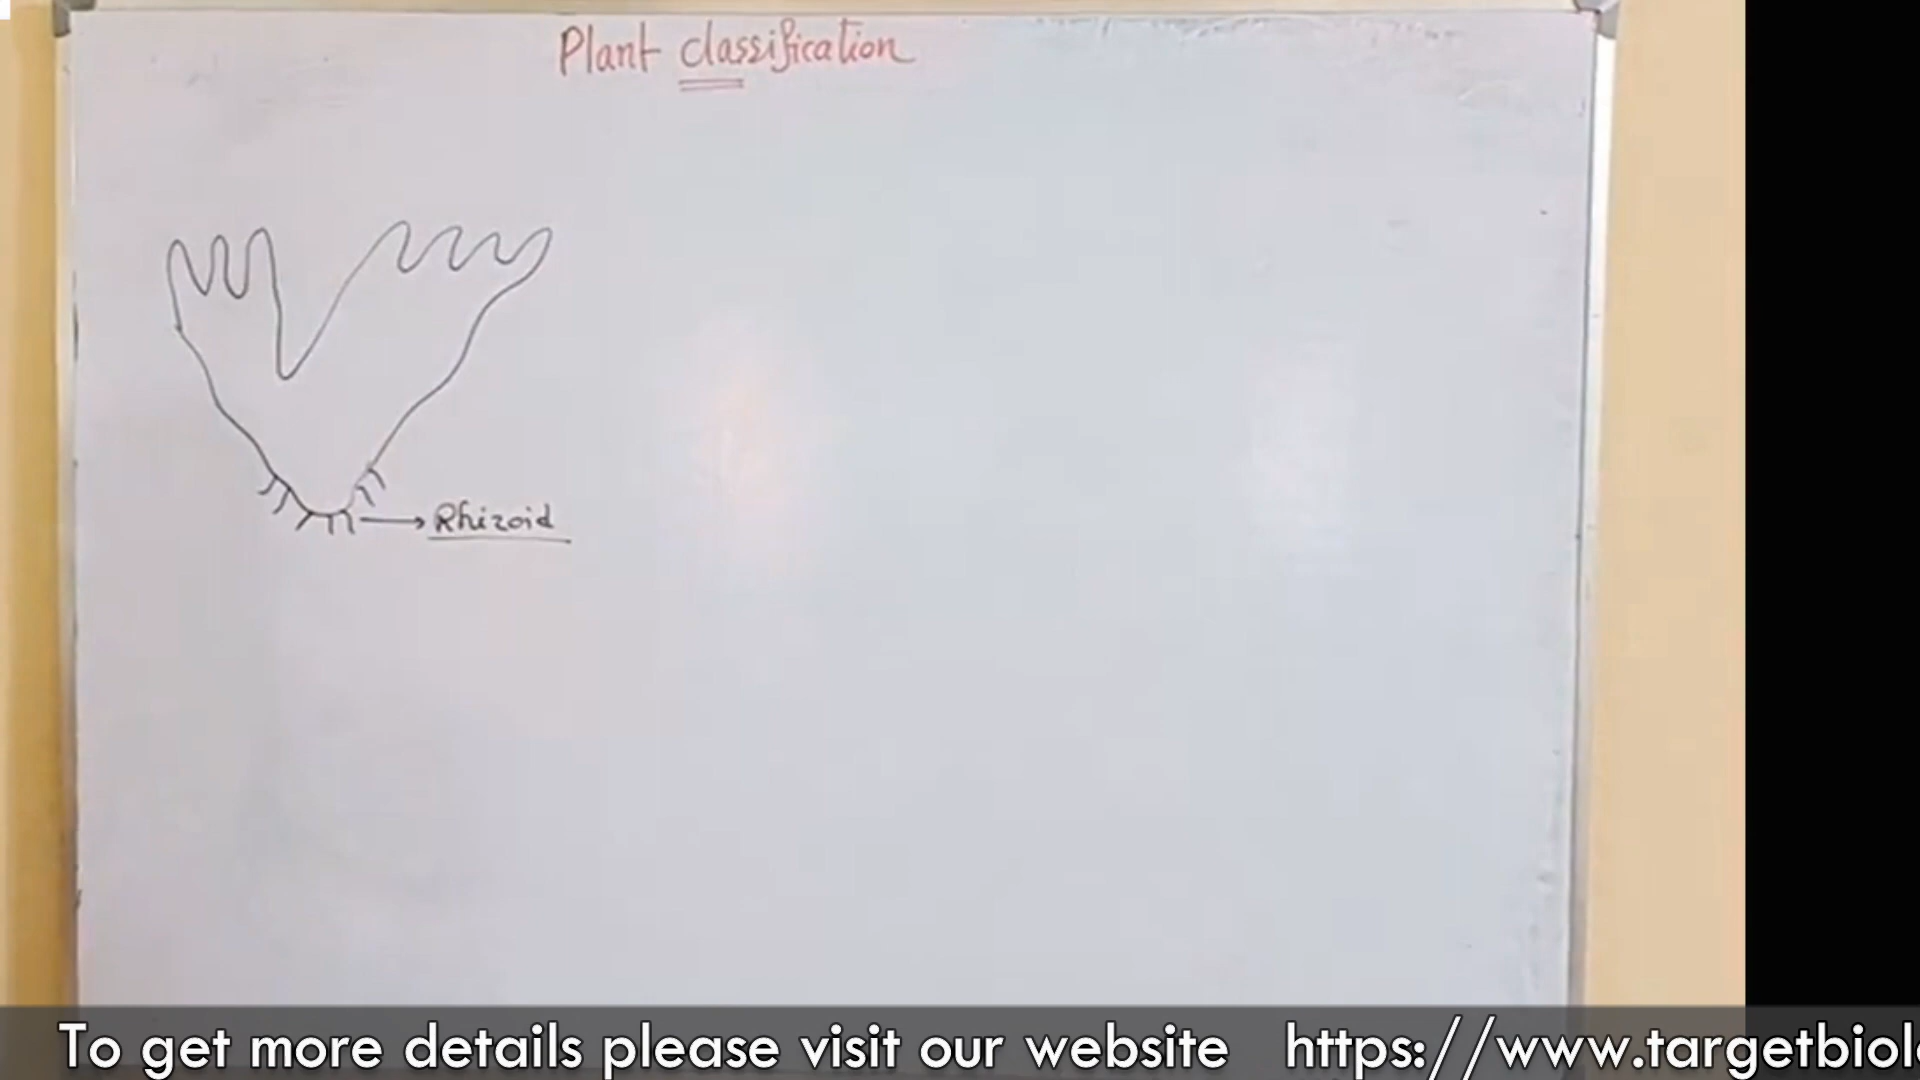 Plant classification
Rhizoid
To get more details please visit our website https://www.targetbiol